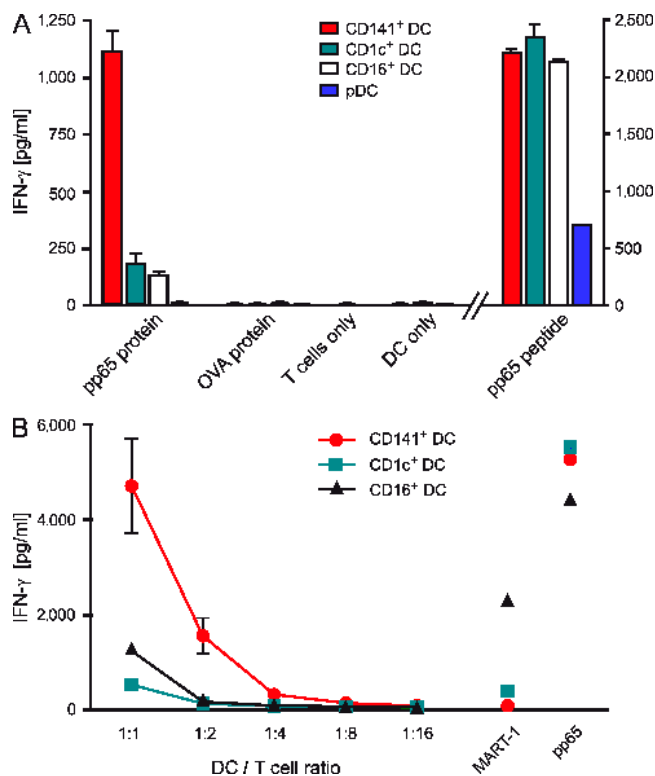 A
1,250
1,000
750
500
250
0
IFN-γ [pg/ml]
CD141⁺ DC
CD1c⁺ DC
CD16⁺ DC
pDC
2,500
2,000
1,500
1,000
500
0
pp65 protein
OVA protein
T cells only
DC only
pp65 peptide
B
6,000
4,000
2,000
0
IFN-γ [pg/ml]
CD141⁺ DC
CD1c⁺ DC
CD16⁺ DC
1:1
1:2
1:4
1:8
1:16
MART-1
pp65
DC / T cell ratio